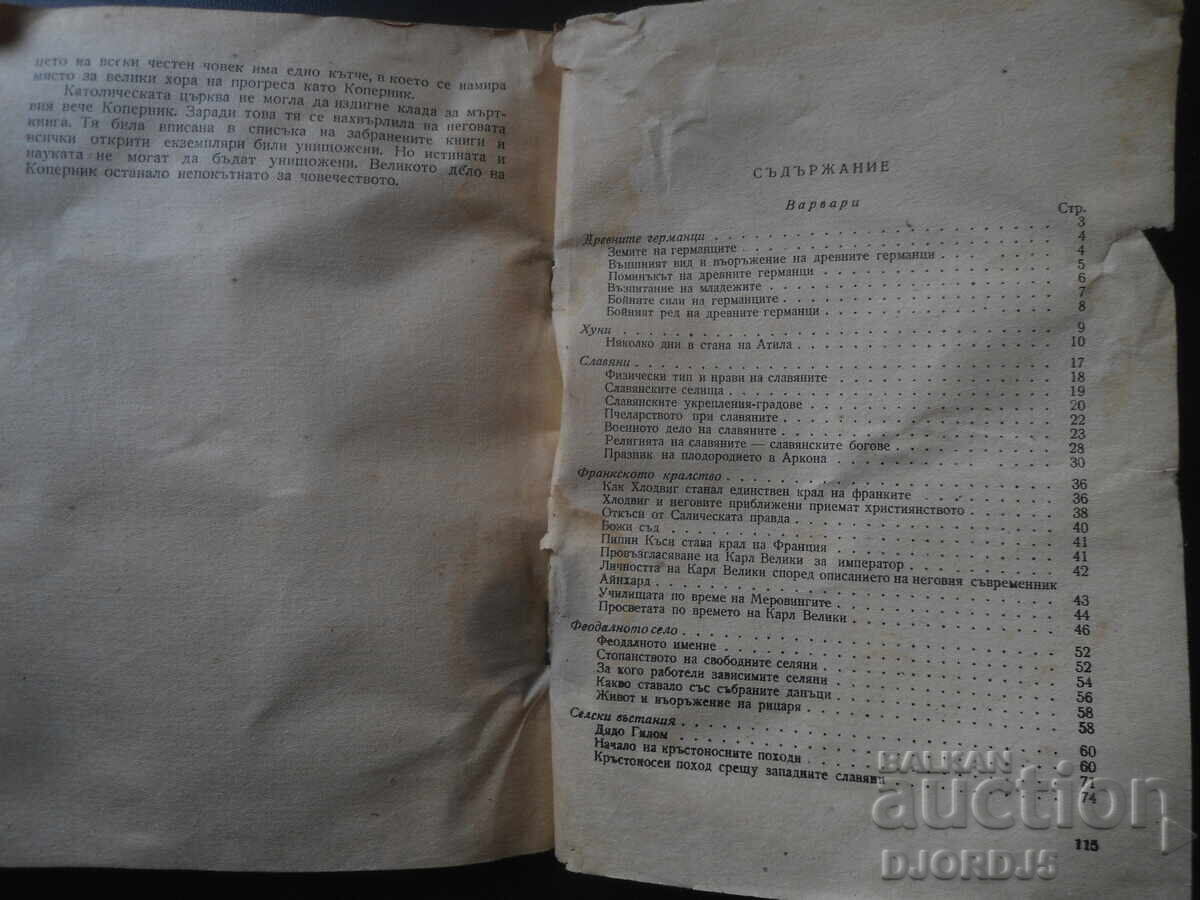 цето на всеки честен човек има едно кътче, в което се намира
място за велики хора на прогреса като Коперник.
Католическата църква не могла да издигне клада за мърт-
вия вече Коперник. Заради това тя се нахвърлила на неговата
книга. Тя била вписана в списъка на забранените книги и
всички открити екземпляри били унищожени. Но истината и
науката не могат да бъдат унищожени. Великото дело на
Коперник останало непокътнато за човечеството.
СЪДЪРЖАНИЕ
Варвари Стр.
Древните германци 3
Земите на германците 4
Външният вид и въоръжение на древните германци 4
Поминъкът на древните германци 5
Възпитание на младежите 6
Бойните сили на германците 7
Бойният ред на древните германци 8
Хуни 9
Няколко дни в стана на Атила 10
Славяни 17
Физически тип и нрави на славяните 18
Славянските селища 19
Славянските укрепления-градове 20
Пчеларството при славяните 22
Военното дело на славяните 23
Религията на славяните — славянските богове 28
Празник на плодородието в Аркона 30
Франкското кралство 36
Как Хлодвиг станал единствен крал на франките 36
Хлодвиг и неговите приближени приемат християнството 38
Откъси от Салическата правда 40
Божи съд 41
Пипин Къси става крал на Франция 41
Провъзгласяване на Карл Велики за император 42
Личността на Карл Велики според описанието на неговия съвременник
Айнхард 43
Училищата по време на Меровингите 44
Просветата по времето на Карл Велики 46
Феодалното село 52
Феодалното имение 52
Стопанството на свободните селяни 54
За кого работели зависимите селяни 56
Какво ставало със събраните данъци 58
Живот и въоръжение на рицаря 58
Селски въстания 60
Дядо Гилом 60
Начало на кръстоносните походи 71
Кръстоносен поход срещу западните славяни 74
115
BALKAN
auction
DJORDJ5